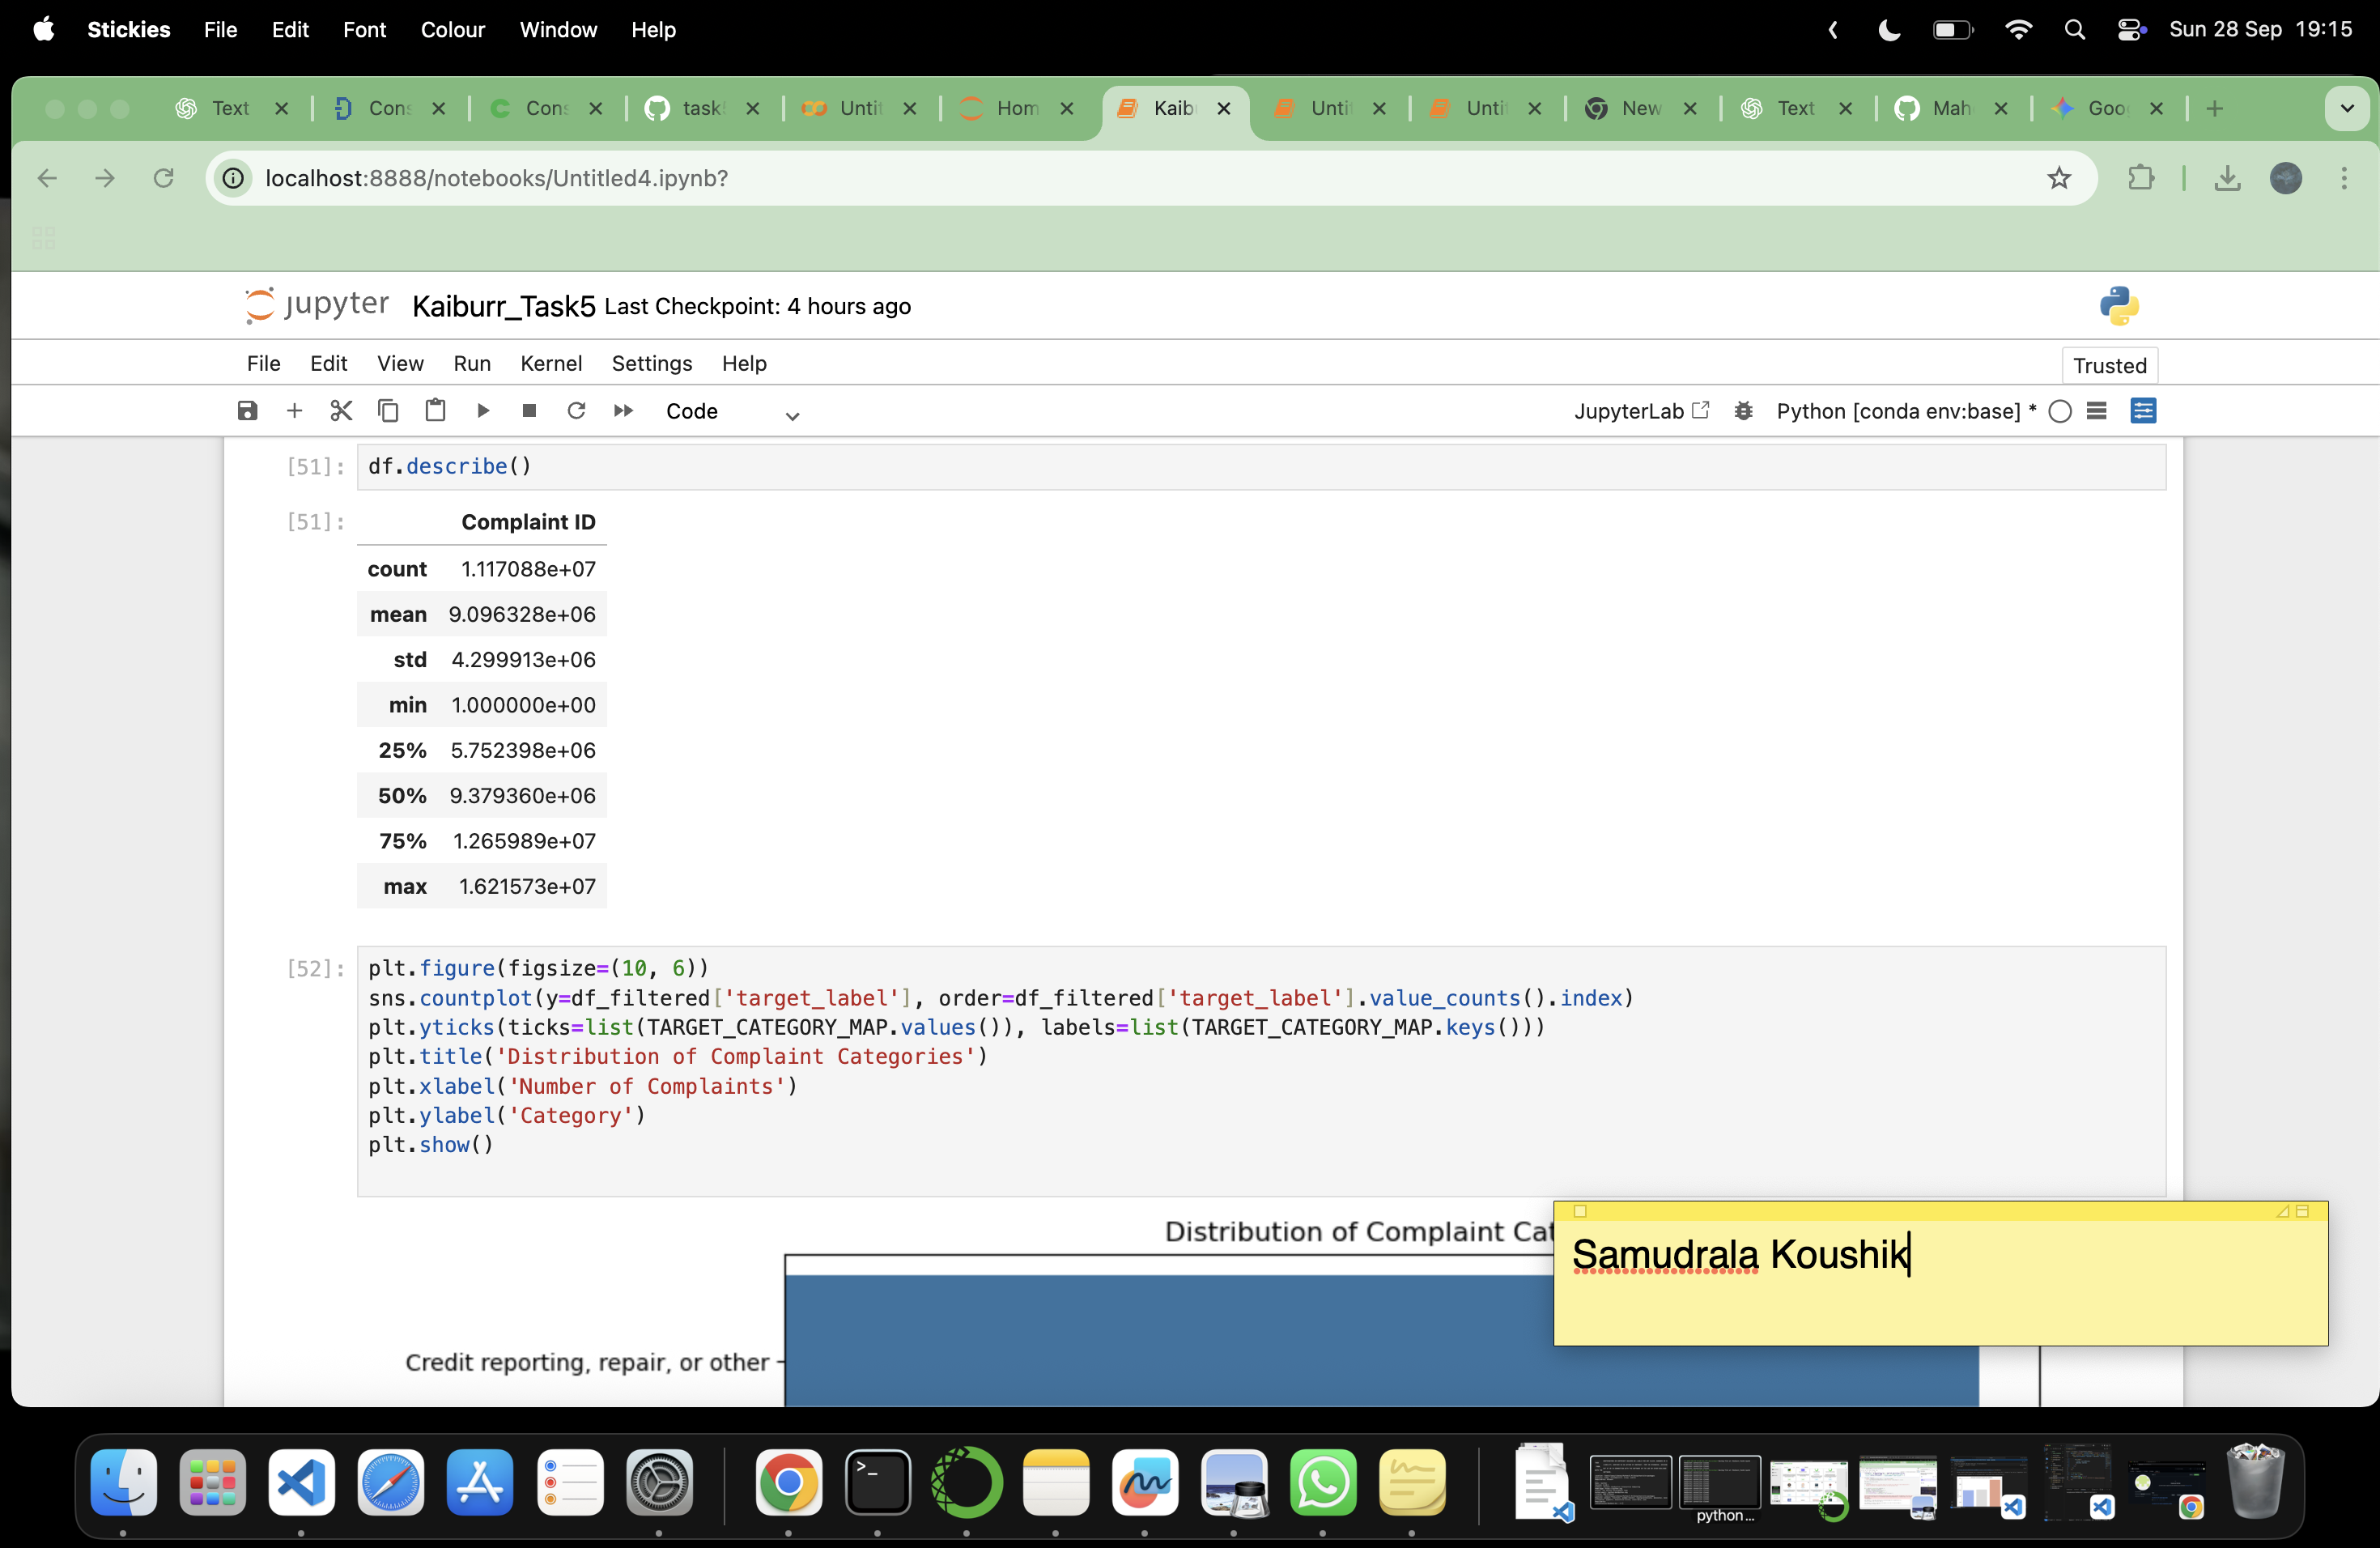 Stickies File Edit Font Colour Window Help Sun 28 Sep 19:15
Text Cons Cons task Untit Hom Kaib Untit Untit New Text Mah Goo
localhost:8888/notebooks/Untitled4.ipynb?
jupyter Kaiburr_Task5 Last Checkpoint: 4 hours ago
File Edit View Run Kernel Settings Help Trusted
Code JupyterLab Python [conda env:base] *
[51]: df.describe()
[51]: Complaint ID
count 1.117088e+07
mean 9.096328e+06
std 4.299913e+06
min 1.000000e+00
25% 5.752398e+06
50% 9.379360e+06
75% 1.265989e+07
max 1.621573e+07
[52]: plt.figure(figsize=(10, 6))
sns.countplot(y=df_filtered['target_label'], order=df_filtered['target_label'].value_counts().index)
plt.yticks(ticks=list(TARGET_CATEGORY_MAP.values()), labels=list(TARGET_CATEGORY_MAP.keys()))
plt.title('Distribution of Complaint Categories')
plt.xlabel('Number of Complaints')
plt.ylabel('Category')
plt.show()
Distribution of Complaint Cat
Samudrala Koushik
Credit reporting, repair, or other
python...